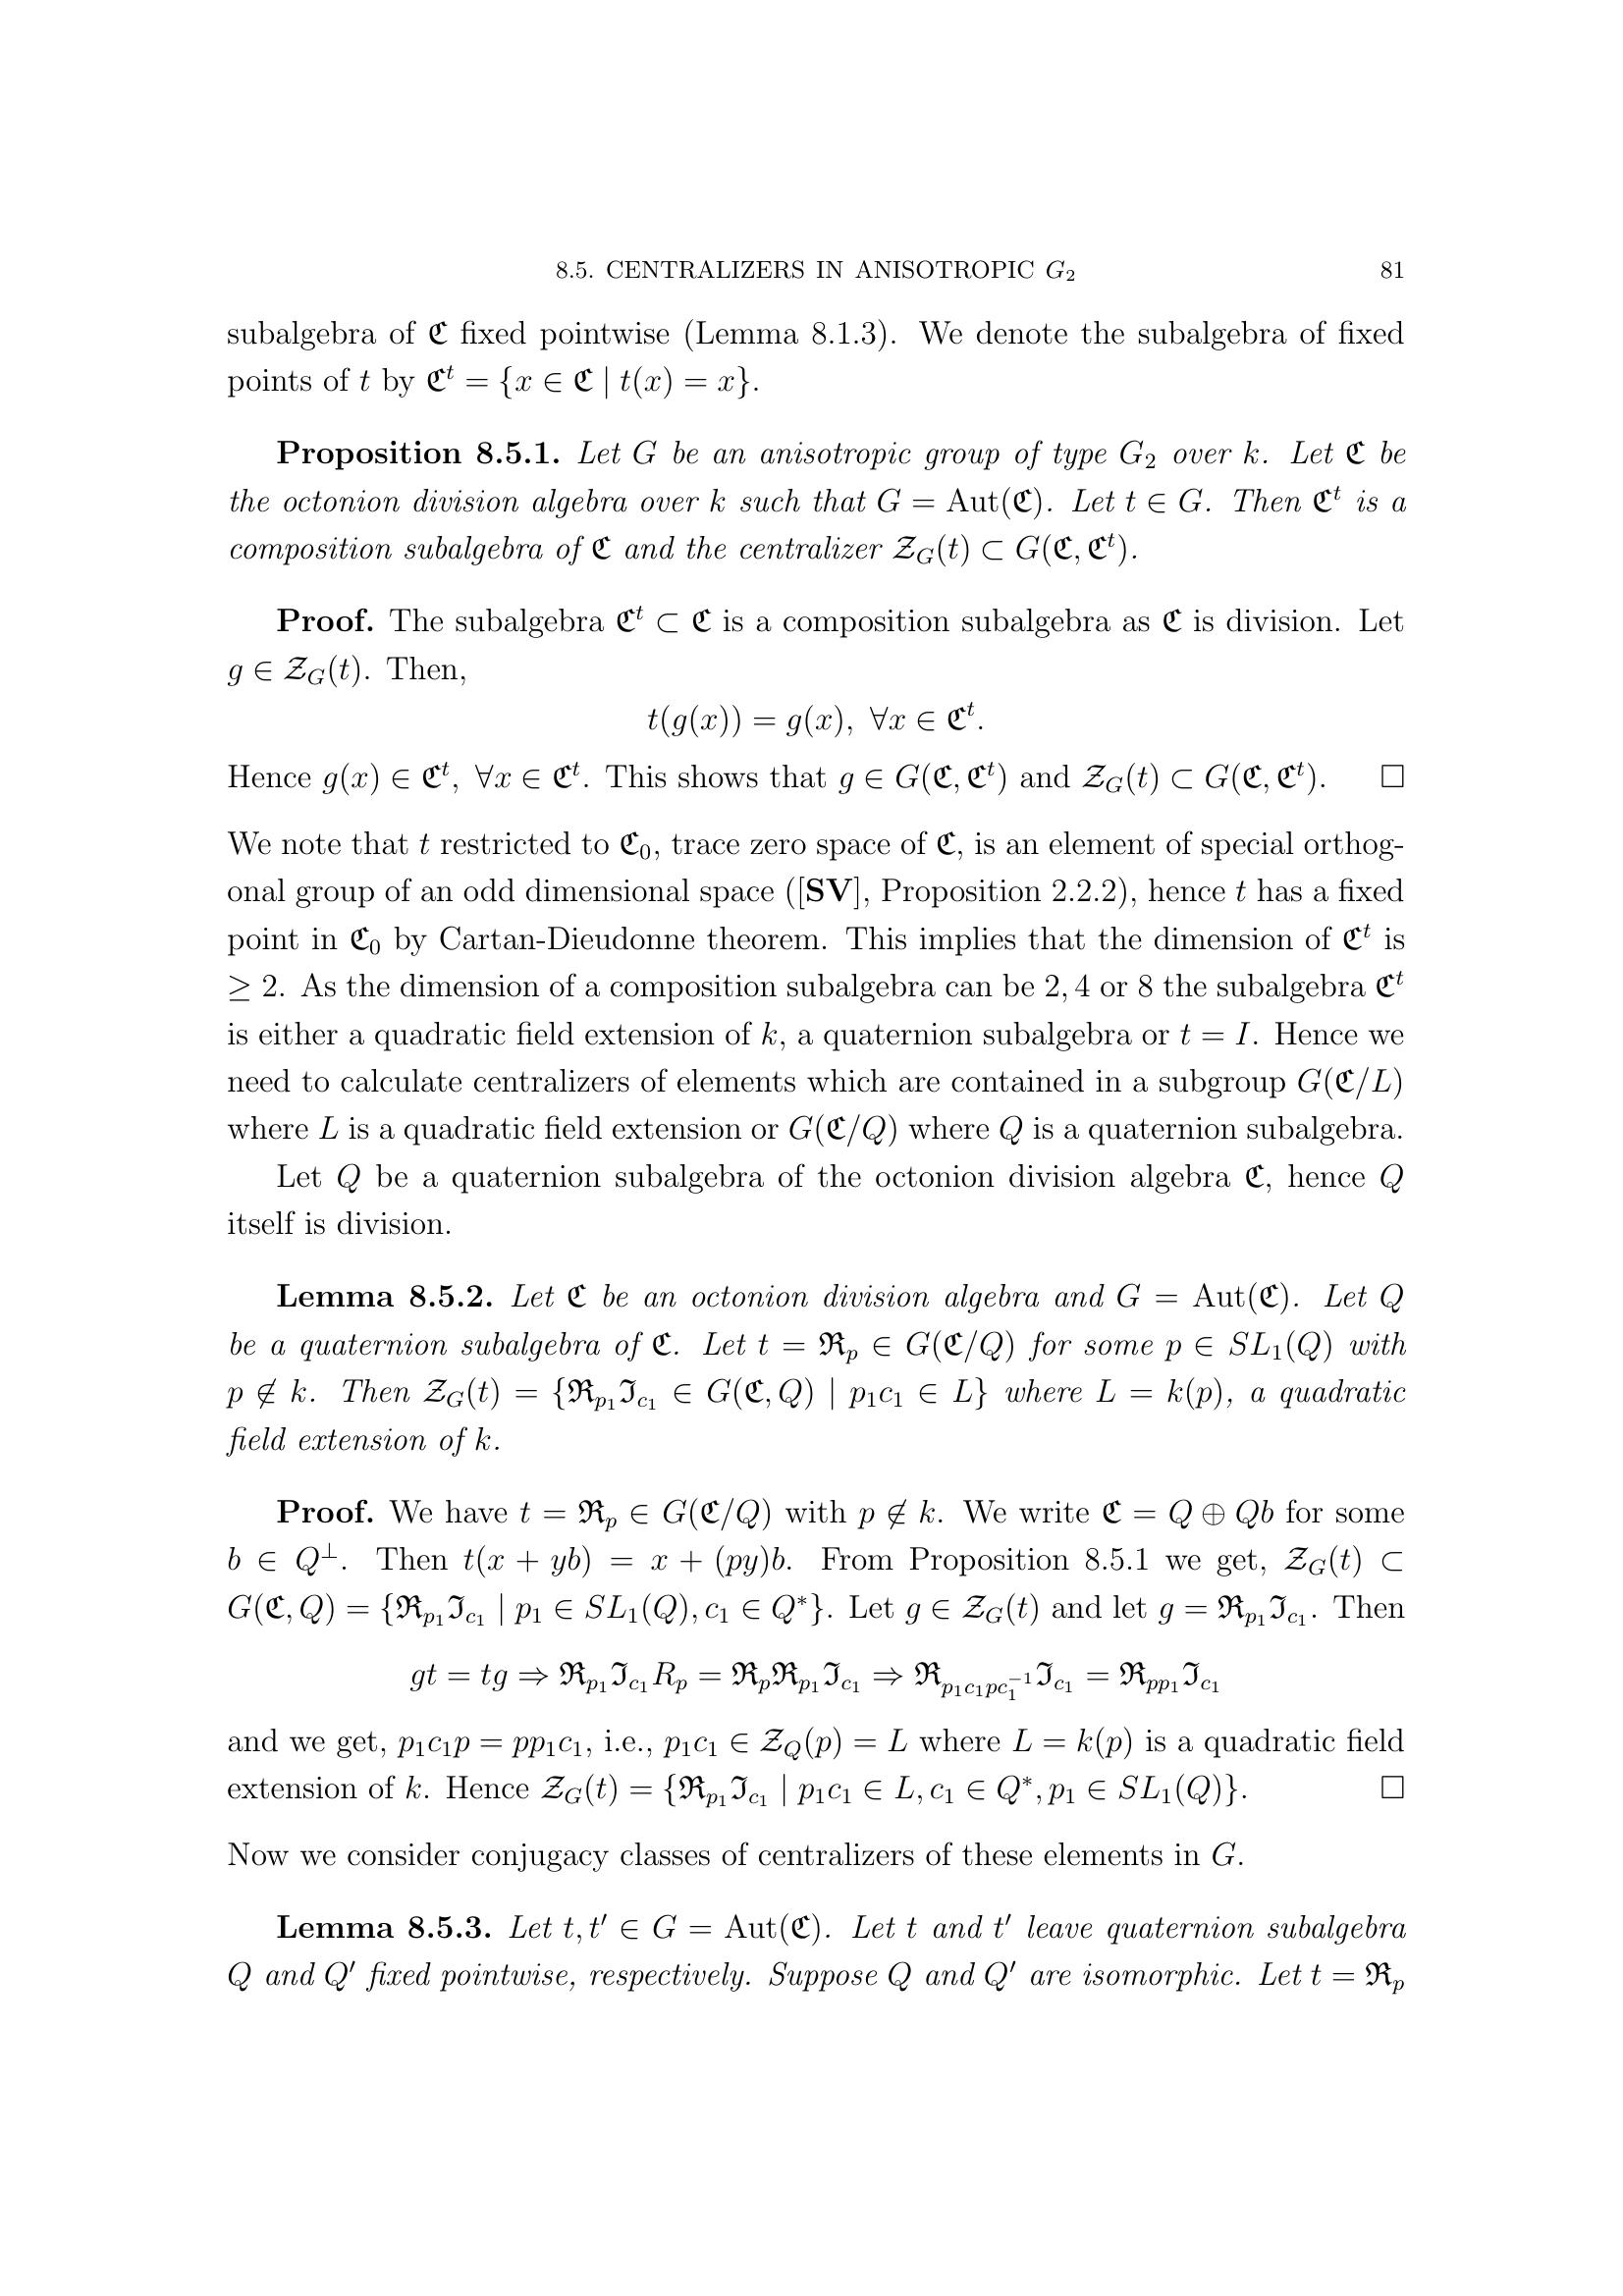 8.5. CENTRALIZERS IN ANISOTROPIC $G_2$ 81
subalgebra of $\mathfrak{C}$ fixed pointwise (Lemma 8.1.3). We denote the subalgebra of fixed
points of $t$ by $\mathfrak{C}^t = \{x \in \mathfrak{C} \mid t(x) = x\}$.
**Proposition 8.5.1.** *Let $G$ be an anisotropic group of type $G_2$ over $k$. Let $\mathfrak{C}$ be*
*the octonion division algebra over $k$ such that $G = \mathrm{Aut}(\mathfrak{C})$. Let $t \in G$. Then $\mathfrak{C}^t$ is a*
*composition subalgebra of $\mathfrak{C}$ and the centralizer $\mathcal{Z}_G(t) \subset G(\mathfrak{C}, \mathfrak{C}^t)$.*
**Proof.** The subalgebra $\mathfrak{C}^t \subset \mathfrak{C}$ is a composition subalgebra as $\mathfrak{C}$ is division. Let
$g \in \mathcal{Z}_G(t)$. Then,
$t(g(x)) = g(x), \ \forall x \in \mathfrak{C}^t.$
Hence $g(x) \in \mathfrak{C}^t, \ \forall x \in \mathfrak{C}^t$. This shows that $g \in G(\mathfrak{C}, \mathfrak{C}^t)$ and $\mathcal{Z}_G(t) \subset G(\mathfrak{C}, \mathfrak{C}^t)$. □
We note that $t$ restricted to $\mathfrak{C}_0$, trace zero space of $\mathfrak{C}$, is an element of special orthog-
onal group of an odd dimensional space ([**SV**], Proposition 2.2.2), hence $t$ has a fixed
point in $\mathfrak{C}_0$ by Cartan-Dieudonne theorem. This implies that the dimension of $\mathfrak{C}^t$ is
$\geq 2$. As the dimension of a composition subalgebra can be $2, 4$ or $8$ the subalgebra $\mathfrak{C}^t$
is either a quadratic field extension of $k$, a quaternion subalgebra or $t = I$. Hence we
need to calculate centralizers of elements which are contained in a subgroup $G(\mathfrak{C}/L)$
where $L$ is a quadratic field extension or $G(\mathfrak{C}/Q)$ where $Q$ is a quaternion subalgebra.
Let $Q$ be a quaternion subalgebra of the octonion division algebra $\mathfrak{C}$, hence $Q$
itself is division.
**Lemma 8.5.2.** *Let $\mathfrak{C}$ be an octonion division algebra and $G = \mathrm{Aut}(\mathfrak{C})$. Let $Q$*
*be a quaternion subalgebra of $\mathfrak{C}$. Let $t = \mathfrak{R}_p \in G(\mathfrak{C}/Q)$ for some $p \in SL_1(Q)$ with*
*$p \notin k$. Then $\mathcal{Z}_G(t) = \{\mathfrak{R}_{p_1}\mathfrak{I}_{c_1} \in G(\mathfrak{C}, Q) \mid p_1c_1 \in L\}$ where $L = k(p)$, a quadratic*
*field extension of $k$.*
**Proof.** We have $t = \mathfrak{R}_p \in G(\mathfrak{C}/Q)$ with $p \notin k$. We write $\mathfrak{C} = Q \oplus Qb$ for some
$b \in Q^{\perp}$. Then $t(x + yb) = x + (py)b$. From Proposition 8.5.1 we get, $\mathcal{Z}_G(t) \subset$
$G(\mathfrak{C}, Q) = \{\mathfrak{R}_{p_1}\mathfrak{I}_{c_1} \mid p_1 \in SL_1(Q), c_1 \in Q^*\}$. Let $g \in \mathcal{Z}_G(t)$ and let $g = \mathfrak{R}_{p_1}\mathfrak{I}_{c_1}$. Then
$gt = tg \Rightarrow \mathfrak{R}_{p_1}\mathfrak{I}_{c_1}R_p = \mathfrak{R}_p\mathfrak{R}_{p_1}\mathfrak{I}_{c_1} \Rightarrow \mathfrak{R}_{p_1c_1pc_1^{-1}}\mathfrak{I}_{c_1} = \mathfrak{R}_{pp_1}\mathfrak{I}_{c_1}$
and we get, $p_1c_1p = pp_1c_1$, i.e., $p_1c_1 \in \mathcal{Z}_Q(p) = L$ where $L = k(p)$ is a quadratic field
extension of $k$. Hence $\mathcal{Z}_G(t) = \{\mathfrak{R}_{p_1}\mathfrak{I}_{c_1} \mid p_1c_1 \in L, c_1 \in Q^*, p_1 \in SL_1(Q)\}$. □
Now we consider conjugacy classes of centralizers of these elements in $G$.
**Lemma 8.5.3.** *Let $t, t' \in G = \mathrm{Aut}(\mathfrak{C})$. Let $t$ and $t'$ leave quaternion subalgebra*
*$Q$ and $Q'$ fixed pointwise, respectively. Suppose $Q$ and $Q'$ are isomorphic. Let $t = \mathfrak{R}_p$*